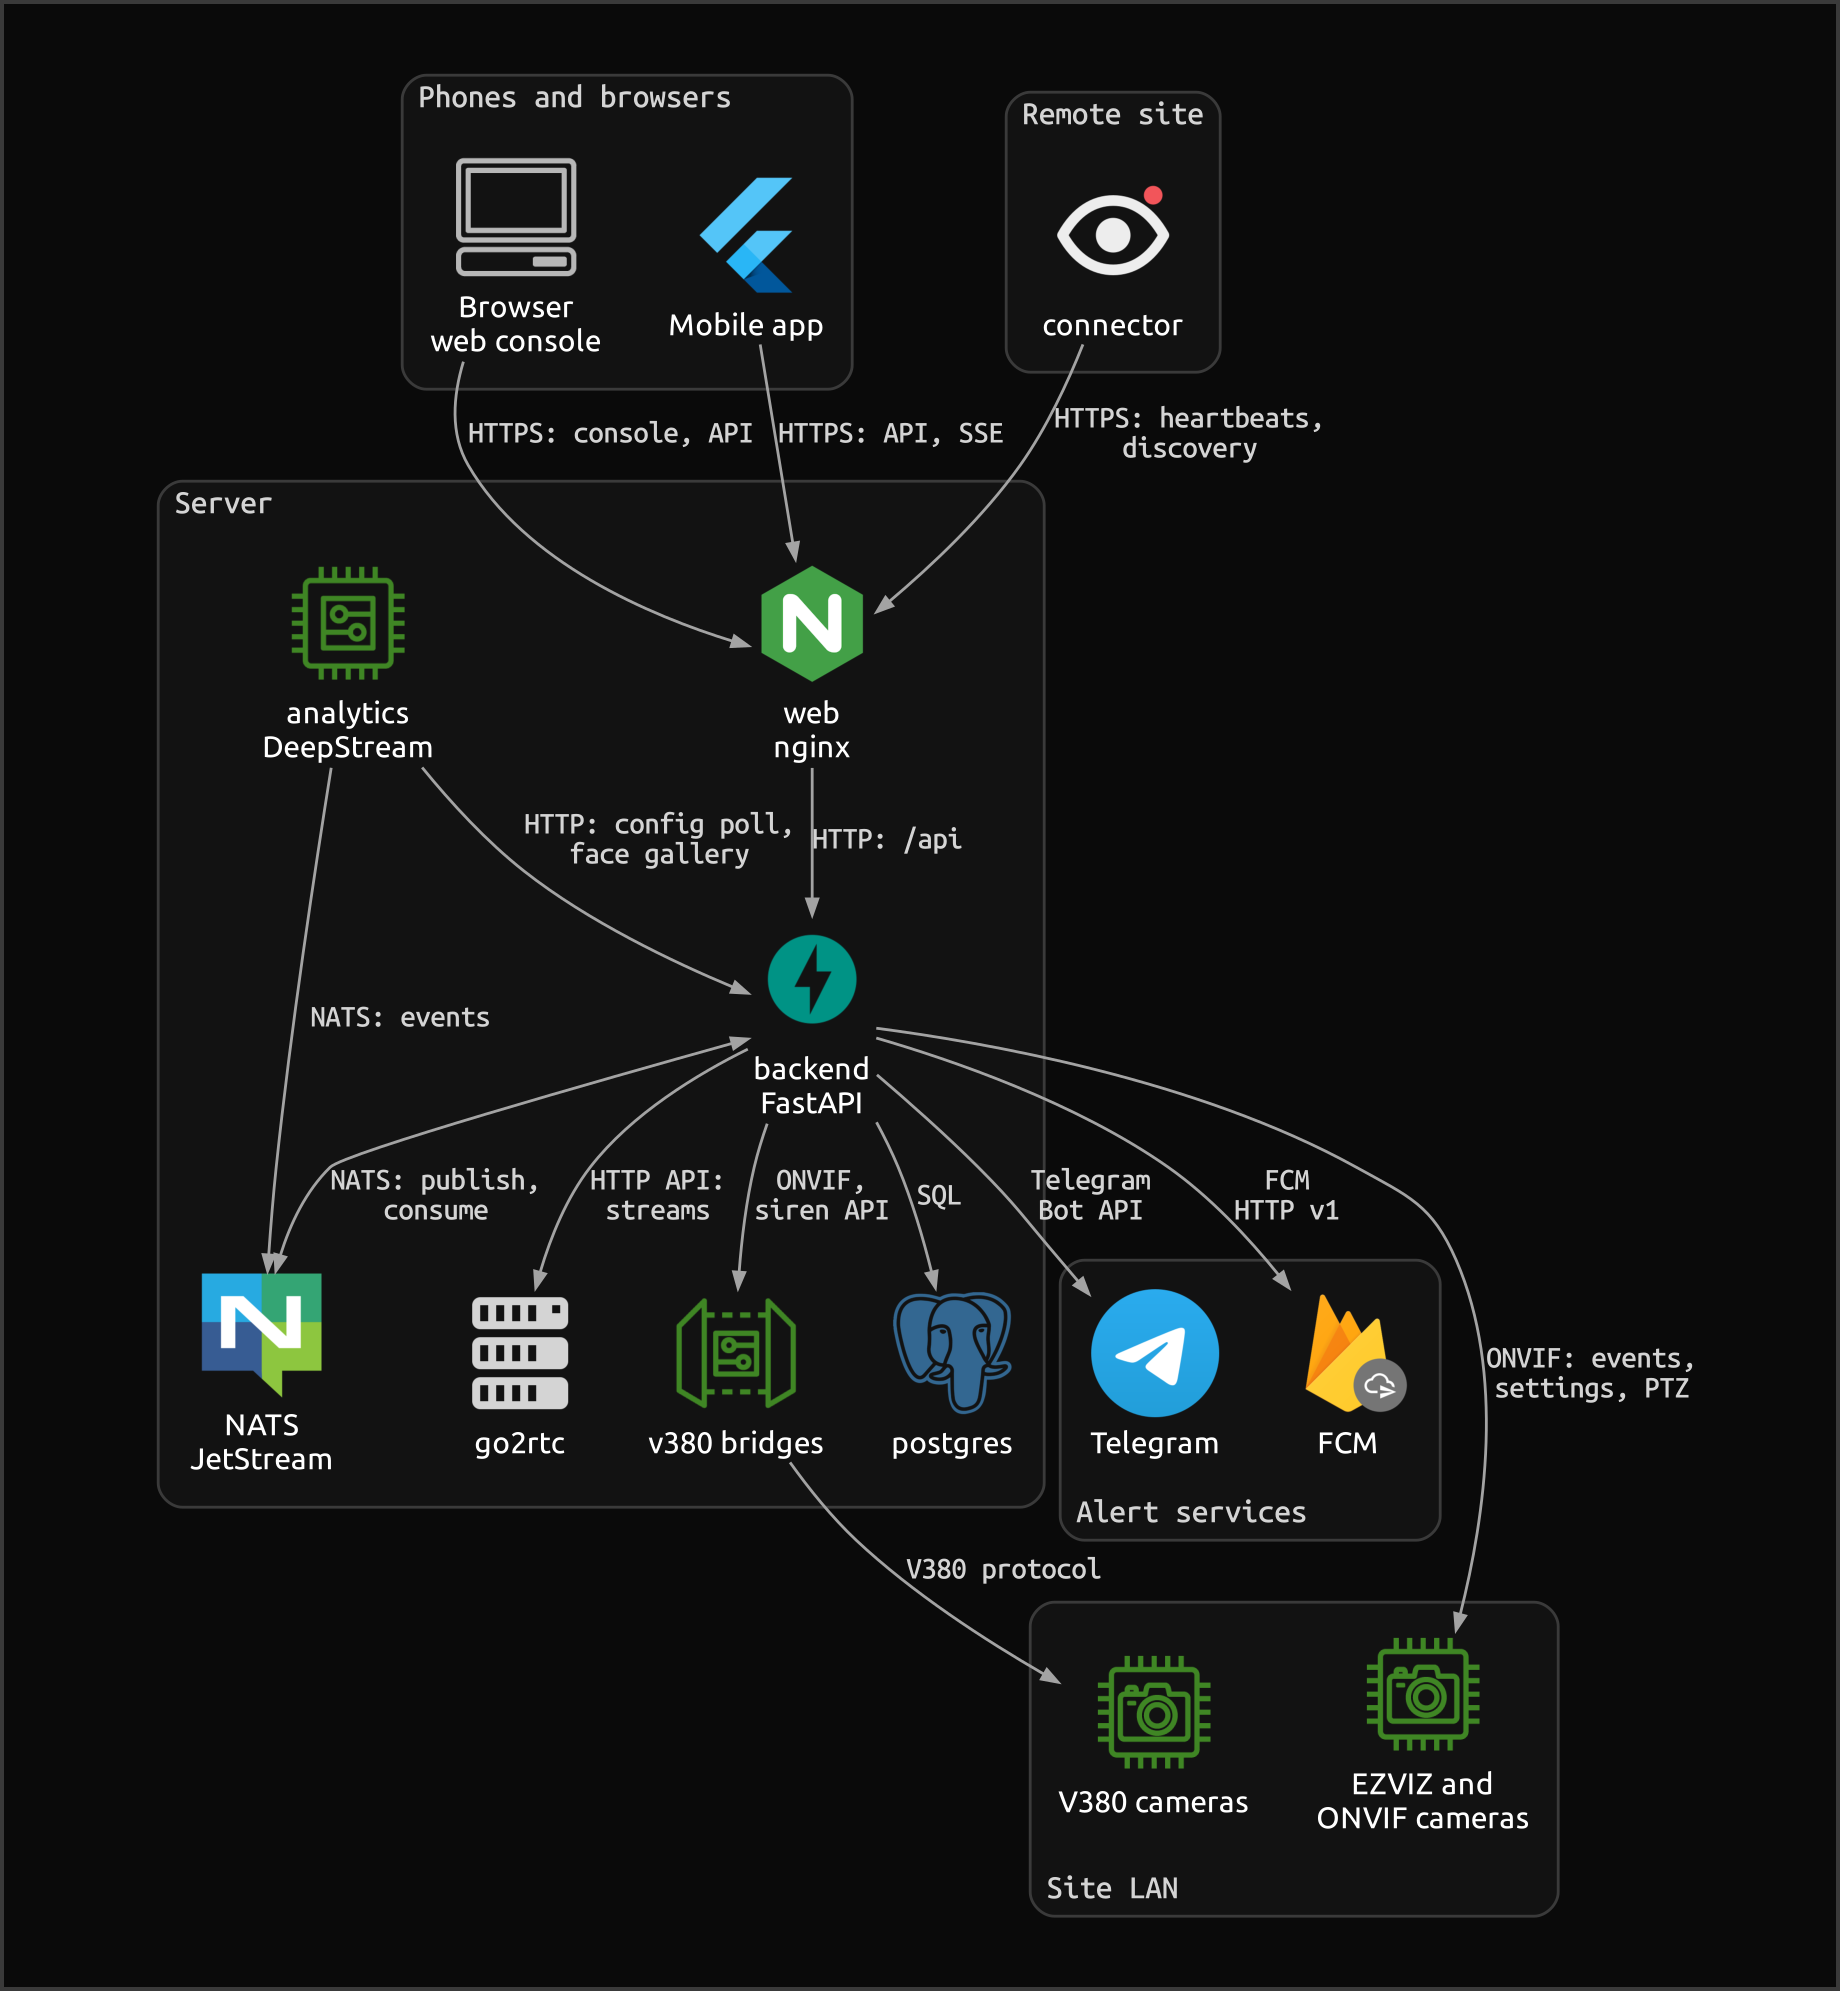 Phones and browsers
Remote site
Browser
web console
Mobile app
connector
HTTPS: console, API
HTTPS: API, SSE
HTTPS: heartbeats,
discovery
Server
analytics
DeepStream
web
nginx
HTTP: config poll,
face gallery
HTTP: /api
NATS: events
backend
FastAPI
NATS: publish,
consume
HTTP API:
streams
ONVIF,
siren API
SQL
Telegram
Bot API
FCM
HTTP v1
ONVIF: events,
settings, PTZ
NATS
JetStream
go2rtc
v380 bridges
postgres
Telegram
FCM
Alert services
V380 protocol
V380 cameras
EZVIZ and
ONVIF cameras
Site LAN